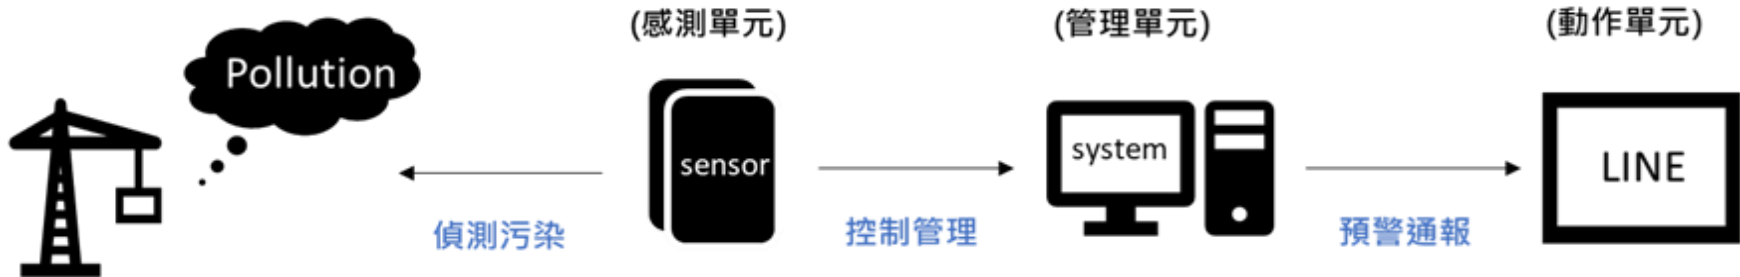 (感測單元)
(管理單元)
(動作單元)
Pollution
sensor
system
LINE
偵測污染
控制管理
預警通報